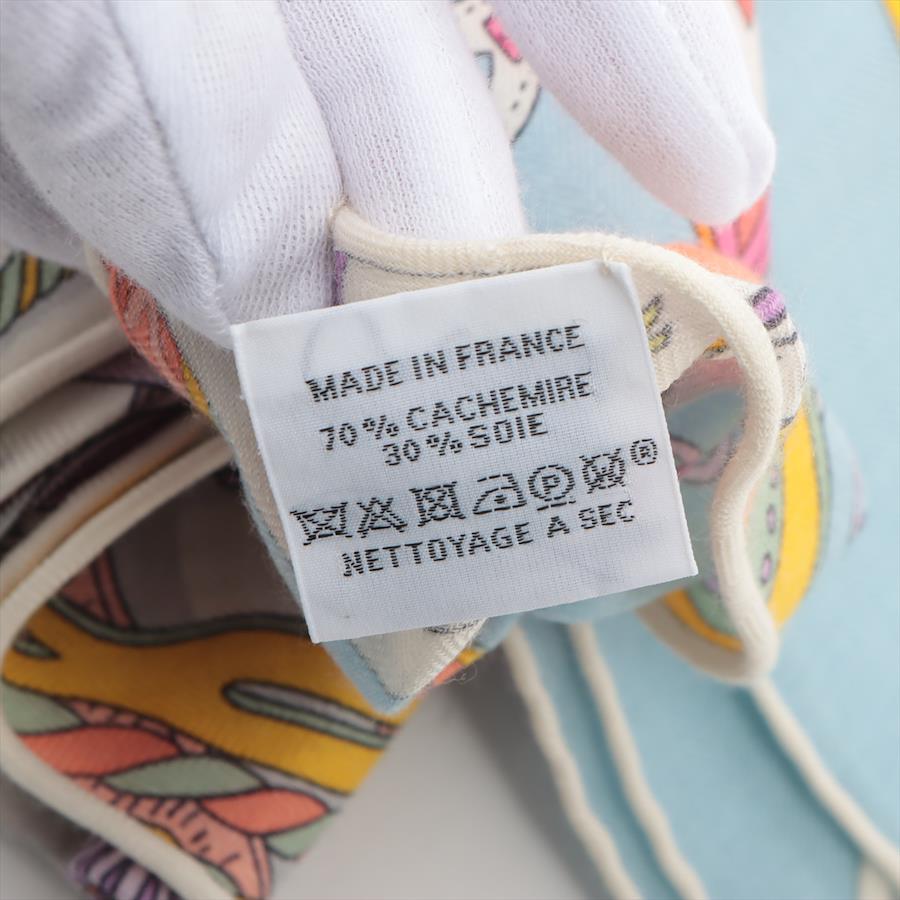 MADE IN FRANCE
70% CACHEMIRE
30% SOIE
P W ®
NETTOYAGE A SEC